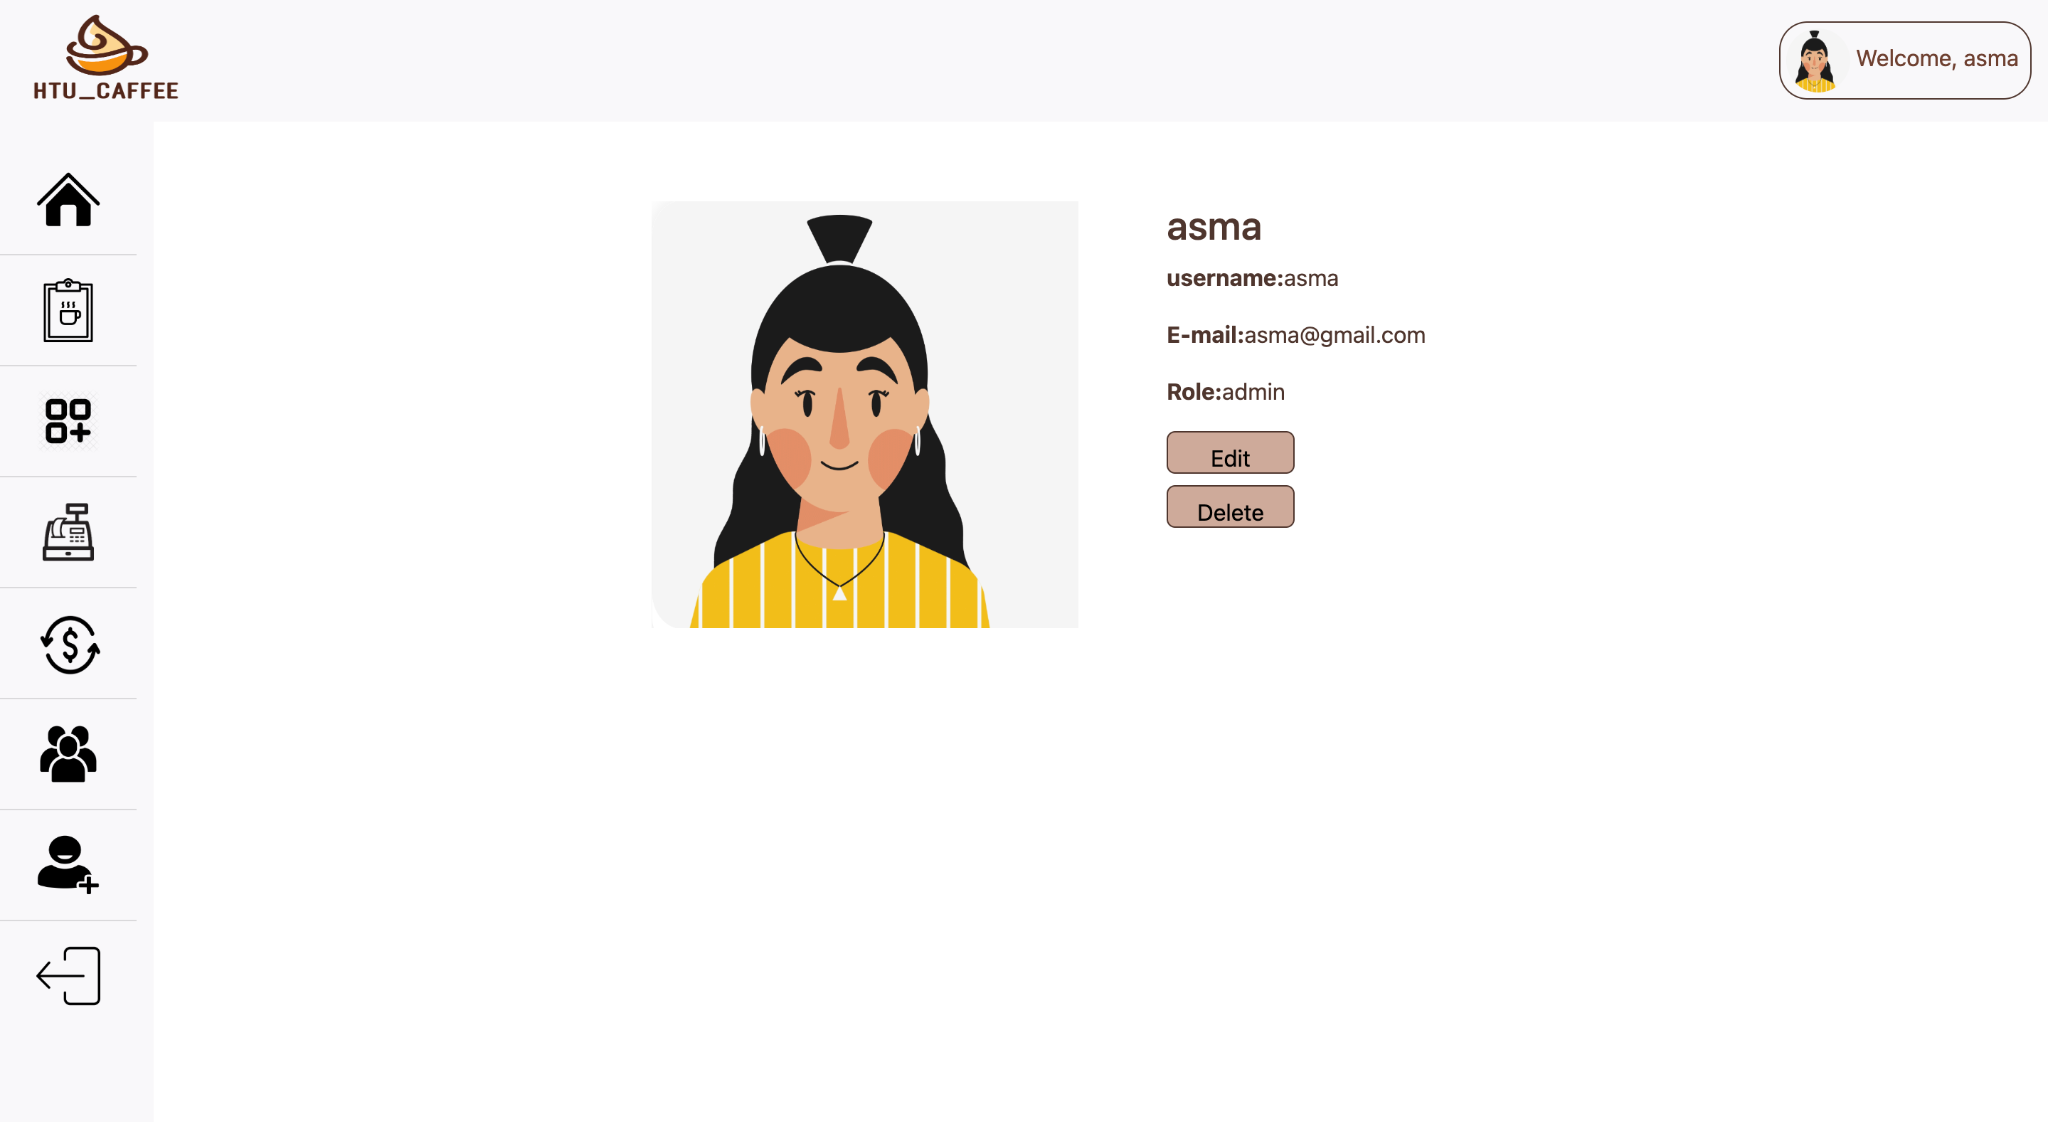 HTU_CAFFEE
Welcome, asma
asma
username:asma
E-mail:asma@gmail.com
Role:admin
Edit
Delete